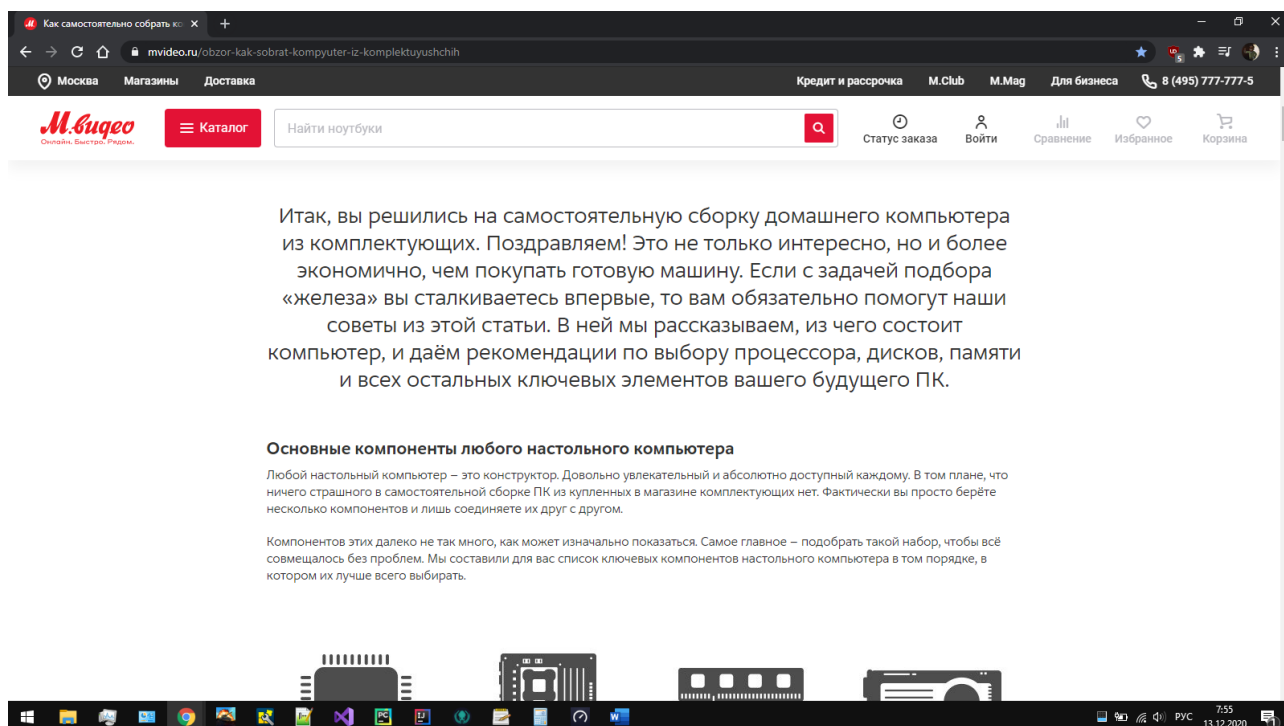 Как самостоятельно собрать ко
mvideo.ru/obzor-kak-sobrat-kompyuter-iz-komplektuyushchih
5
Москва Магазины Доставка Кредит и рассрочка M.Club M.Mag Для бизнеса 8 (495) 777-777-5
М.видео
Онлайн. Быстро. Рядом.
Каталог
Найти ноутбуки
Статус заказа Войти Сравнение Избранное Корзина
Итак, вы решились на самостоятельную сборку домашнего компьютера
из комплектующих. Поздравляем! Это не только интересно, но и более
экономично, чем покупать готовую машину. Если с задачей подбора
«железа» вы сталкиваетесь впервые, то вам обязательно помогут наши
советы из этой статьи. В ней мы рассказываем, из чего состоит
компьютер, и даём рекомендации по выбору процессора, дисков, памяти
и всех остальных ключевых элементов вашего будущего ПК.
Основные компоненты любого настольного компьютера
Любой настольный компьютер – это конструктор. Довольно увлекательный и абсолютно доступный каждому. В том плане, что
ничего страшного в самостоятельной сборке ПК из купленных в магазине комплектующих нет. Фактически вы просто берёте
несколько компонентов и лишь соединяете их друг с другом.
Компонентов этих далеко не так много, как может изначально показаться. Самое главное – подобрать такой набор, чтобы всё
совмещалось без проблем. Мы составили для вас список ключевых компонентов настольного компьютера в том порядке, в
котором их лучше всего выбирать.
РУС
7:55
13.12.2020